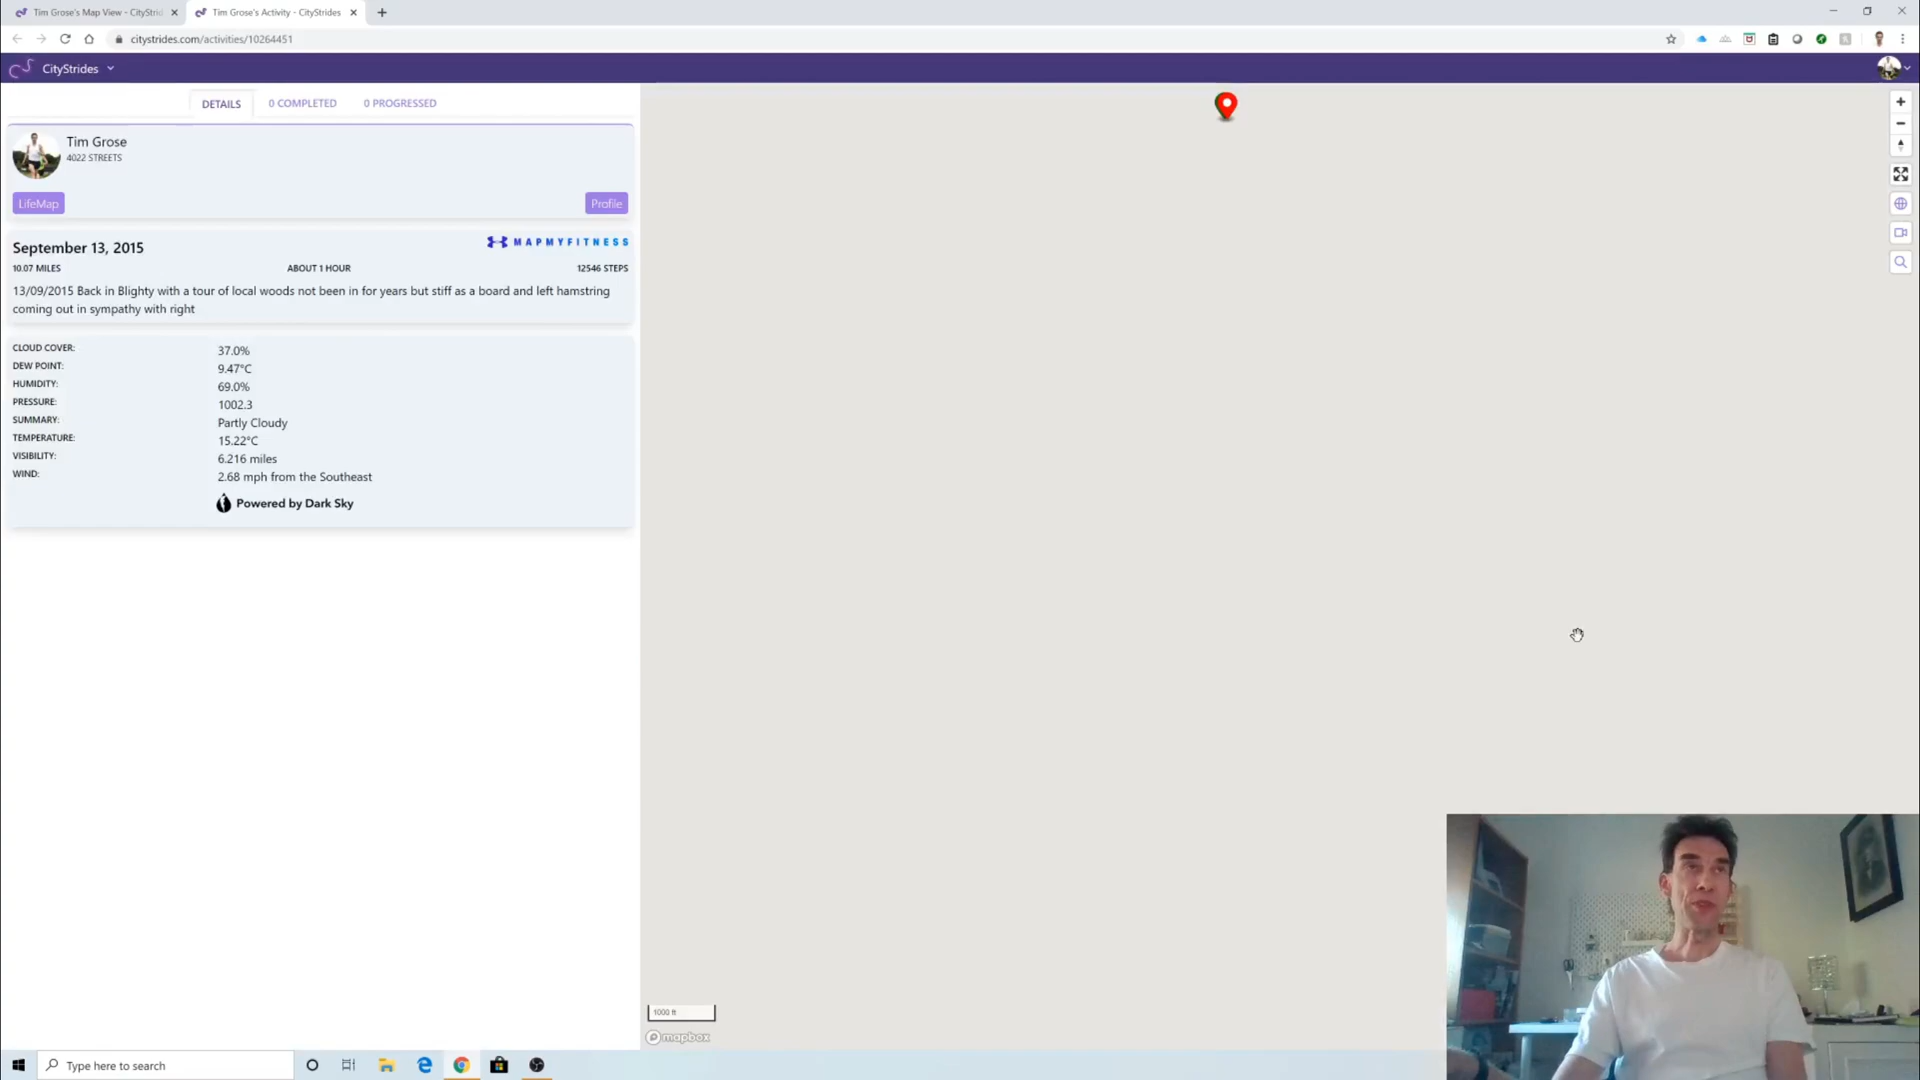 Tim Grose's Map View - CityStrid
Tim Grose's Activity - CityStrides
citystrides.com/activities/10264451
CityStrides
DETAILS
0 COMPLETED
0 PROGRESSED
Tim Grose
4022 STREETS
LifeMap
Profile
September 13, 2015
MAPMYFITNESS
10.07 MILES
ABOUT 1 HOUR
12546 STEPS
13/09/2015 Back in Blighty with a tour of local woods not been in for years but stiff as a board and left hamstring
coming out in sympathy with right
CLOUD COVER: 37.0%
DEW POINT: 9.47°C
HUMIDITY: 69.0%
PRESSURE: 1002.3
SUMMARY: Partly Cloudy
TEMPERATURE: 15.22°C
VISIBILITY: 6.216 miles
WIND: 2.68 mph from the Southeast
Powered by Dark Sky
1000 ft
mapbox
Type here to search